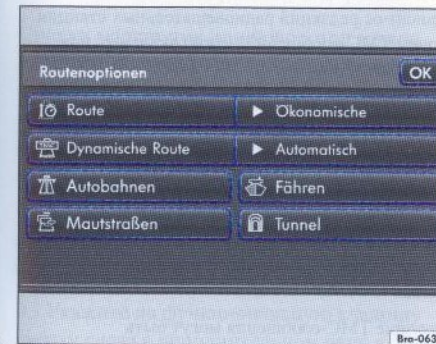 Routenoptionen OK
Route Ökonomische
Dynamische Route Automatisch
Autobahnen Fähren
Mautstraßen Tunnel
Bra-063